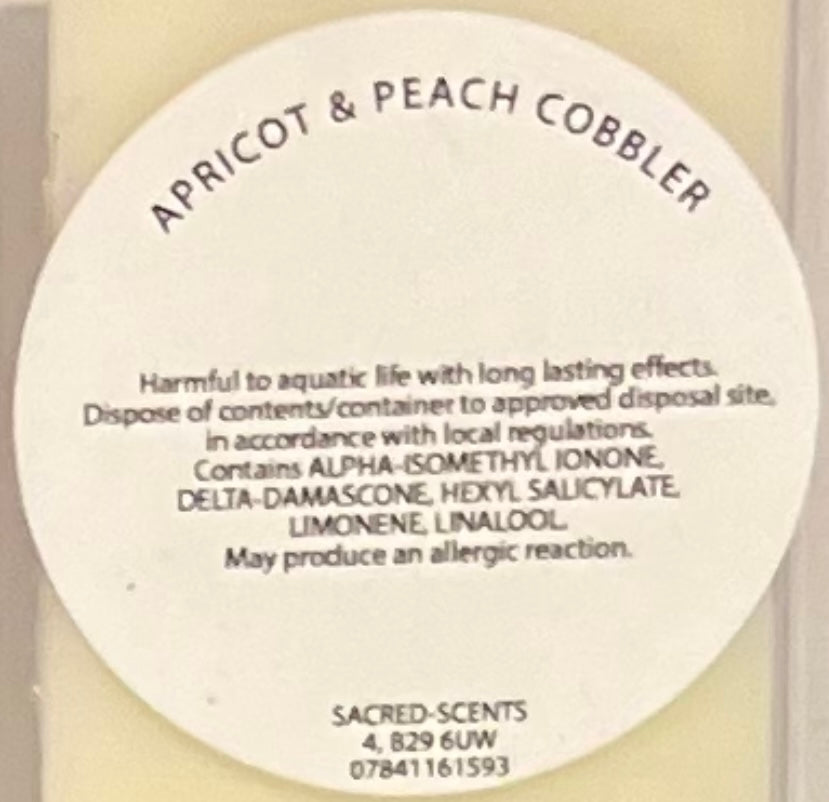 APRICOT & PEACH COBBLER
Harmful to aquatic life with long lasting effects.
Dispose of contents/container to approved disposal site,
in accordance with local regulations.
Contains ALPHA-ISOMETHYL IONONE,
DELTA-DAMASCONE, HEXYL SALICYLATE,
LIMONENE, LINALOOL.
May produce an allergic reaction.
SACRED-SCENTS
4, B29 6UW
07841161593